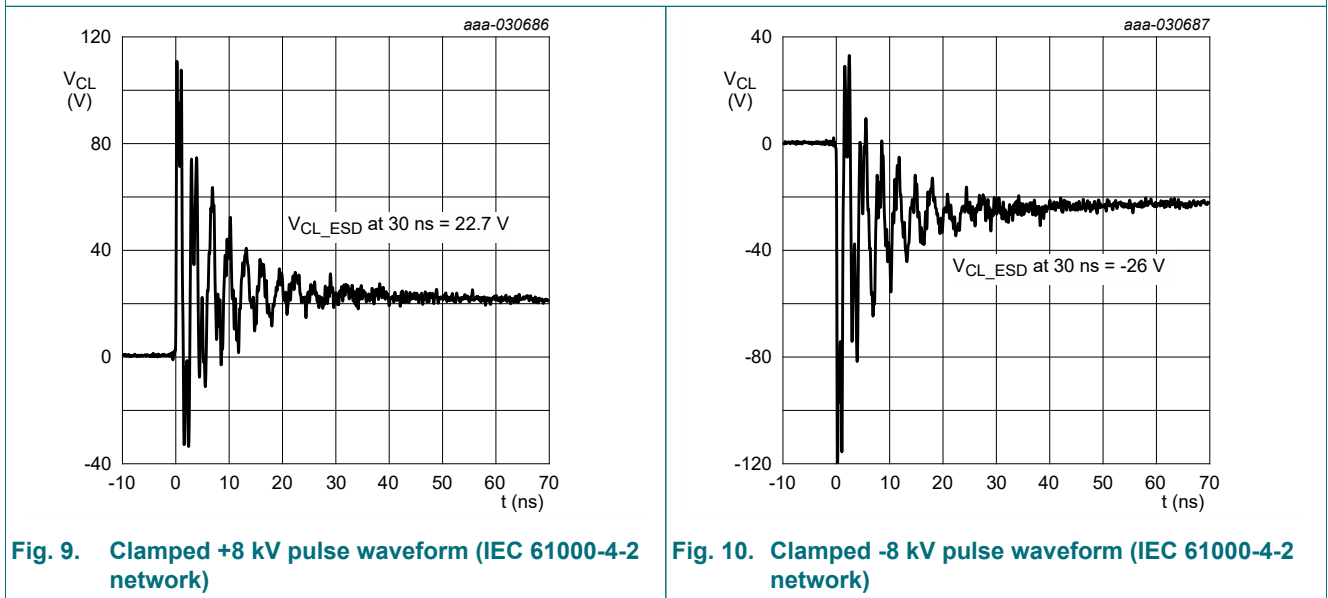 aaa-030686
120
80
40
0
-40
V_CL
(V)
V_CL_ESD at 30 ns = 22.7 V
-10 0 10 20 30 40 50 60 70
t (ns)
Fig. 9. Clamped +8 kV pulse waveform (IEC 61000-4-2
network)
aaa-030687
40
0
-40
-80
-120
V_CL
(V)
V_CL_ESD at 30 ns = -26 V
-10 0 10 20 30 40 50 60 70
t (ns)
Fig. 10. Clamped -8 kV pulse waveform (IEC 61000-4-2
network)